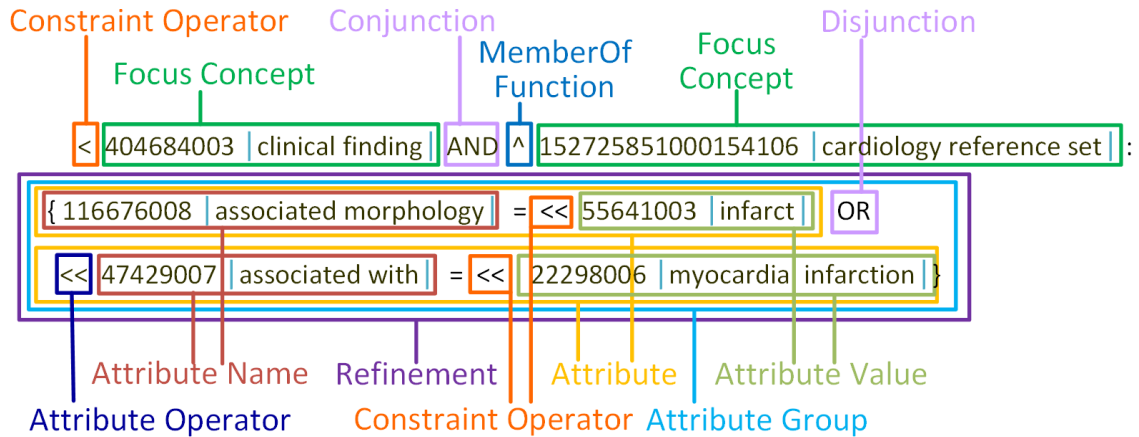 Constraint Operator Conjunction Disjunction
Focus Concept MemberOf Function Focus Concept
< 404684003 |clinical finding| AND ^ 152725851000154106 |cardiology reference set| :
{ 116676008 |associated morphology| = << 55641003 |infarct| OR
<< 47429007 |associated with| = << 22298006 |myocardia infarction| }
Attribute Name Refinement Attribute Attribute Value
Attribute Operator Constraint Operator Attribute Group